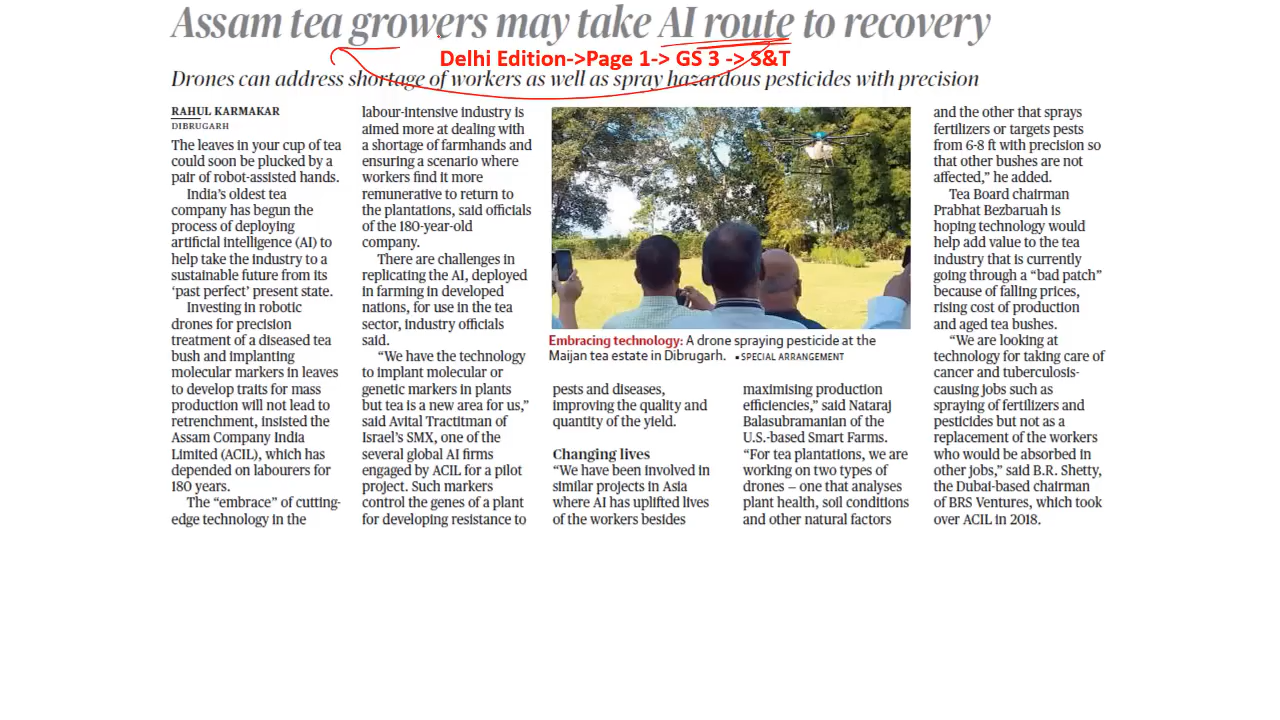 Assam tea growers may take AI route to recovery
Delhi Edition->Page 1-> GS 3 -> S&T
Drones can address shortage of workers as well as spray hazardous pesticides with precision
RAHUL KARMAKAR
DIBRUGARH
The leaves in your cup of tea
could soon be plucked by a
pair of robot-assisted hands.
India's oldest tea
company has begun the
process of deploying
artificial intelligence (AI) to
help take the industry to a
sustainable future from its
'past perfect' present state.
Investing in robotic
drones for precision
treatment of a diseased tea
bush and implanting
molecular markers in leaves
to develop traits for mass
production will not lead to
retrenchment, insisted the
Assam Company India
Limited (ACIL), which has
depended on labourers for
180 years.
The "embrace" of cutting-
edge technology in the
labour-intensive industry is
aimed more at dealing with
a shortage of farmhands and
ensuring a scenario where
workers find it more
remunerative to return to
the plantations, said officials
of the 180-year-old
company.
There are challenges in
replicating the AI, deployed
in farming in developed
nations, for use in the tea
sector, industry officials
said.
"We have the technology
to implant molecular or
genetic markers in plants
but tea is a new area for us,"
said Avital Tractitman of
Israel's SMX, one of the
several global AI firms
engaged by ACIL for a pilot
project. Such markers
control the genes of a plant
for developing resistance to
Embracing technology: A drone spraying pesticide at the
Maijan tea estate in Dibrugarh. ▪SPECIAL ARRANGEMENT
pests and diseases,
improving the quality and
quantity of the yield.
Changing lives
"We have been involved in
similar projects in Asia
where AI has uplifted lives
of the workers besides
maximising production
efficiencies," said Nataraj
Balasubramanian of the
U.S.-based Smart Farms.
"For tea plantations, we are
working on two types of
drones – one that analyses
plant health, soil conditions
and other natural factors
and the other that sprays
fertilizers or targets pests
from 6-8 ft with precision so
that other bushes are not
affected," he added.
Tea Board chairman
Prabhat Bezbaruah is
hoping technology would
help add value to the tea
industry that is currently
going through a "bad patch"
because of falling prices,
rising cost of production
and aged tea bushes.
"We are looking at
technology for taking care of
cancer and tuberculosis-
causing jobs such as
spraying of fertilizers and
pesticides but not as a
replacement of the workers
who would be absorbed in
other jobs," said B.R. Shetty,
the Dubai-based chairman
of BRS Ventures, which took
over ACIL in 2018.